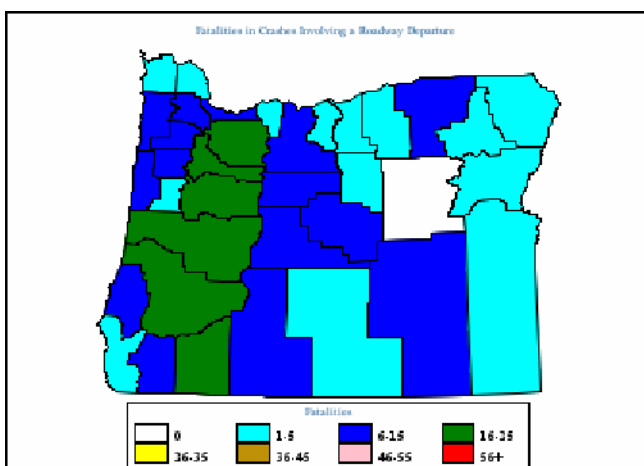 Fatalities in Crashes Involving a Roadway Departure
Fatalities
0 1-5 6-15 16-25
26-35 36-45 46-55 56+